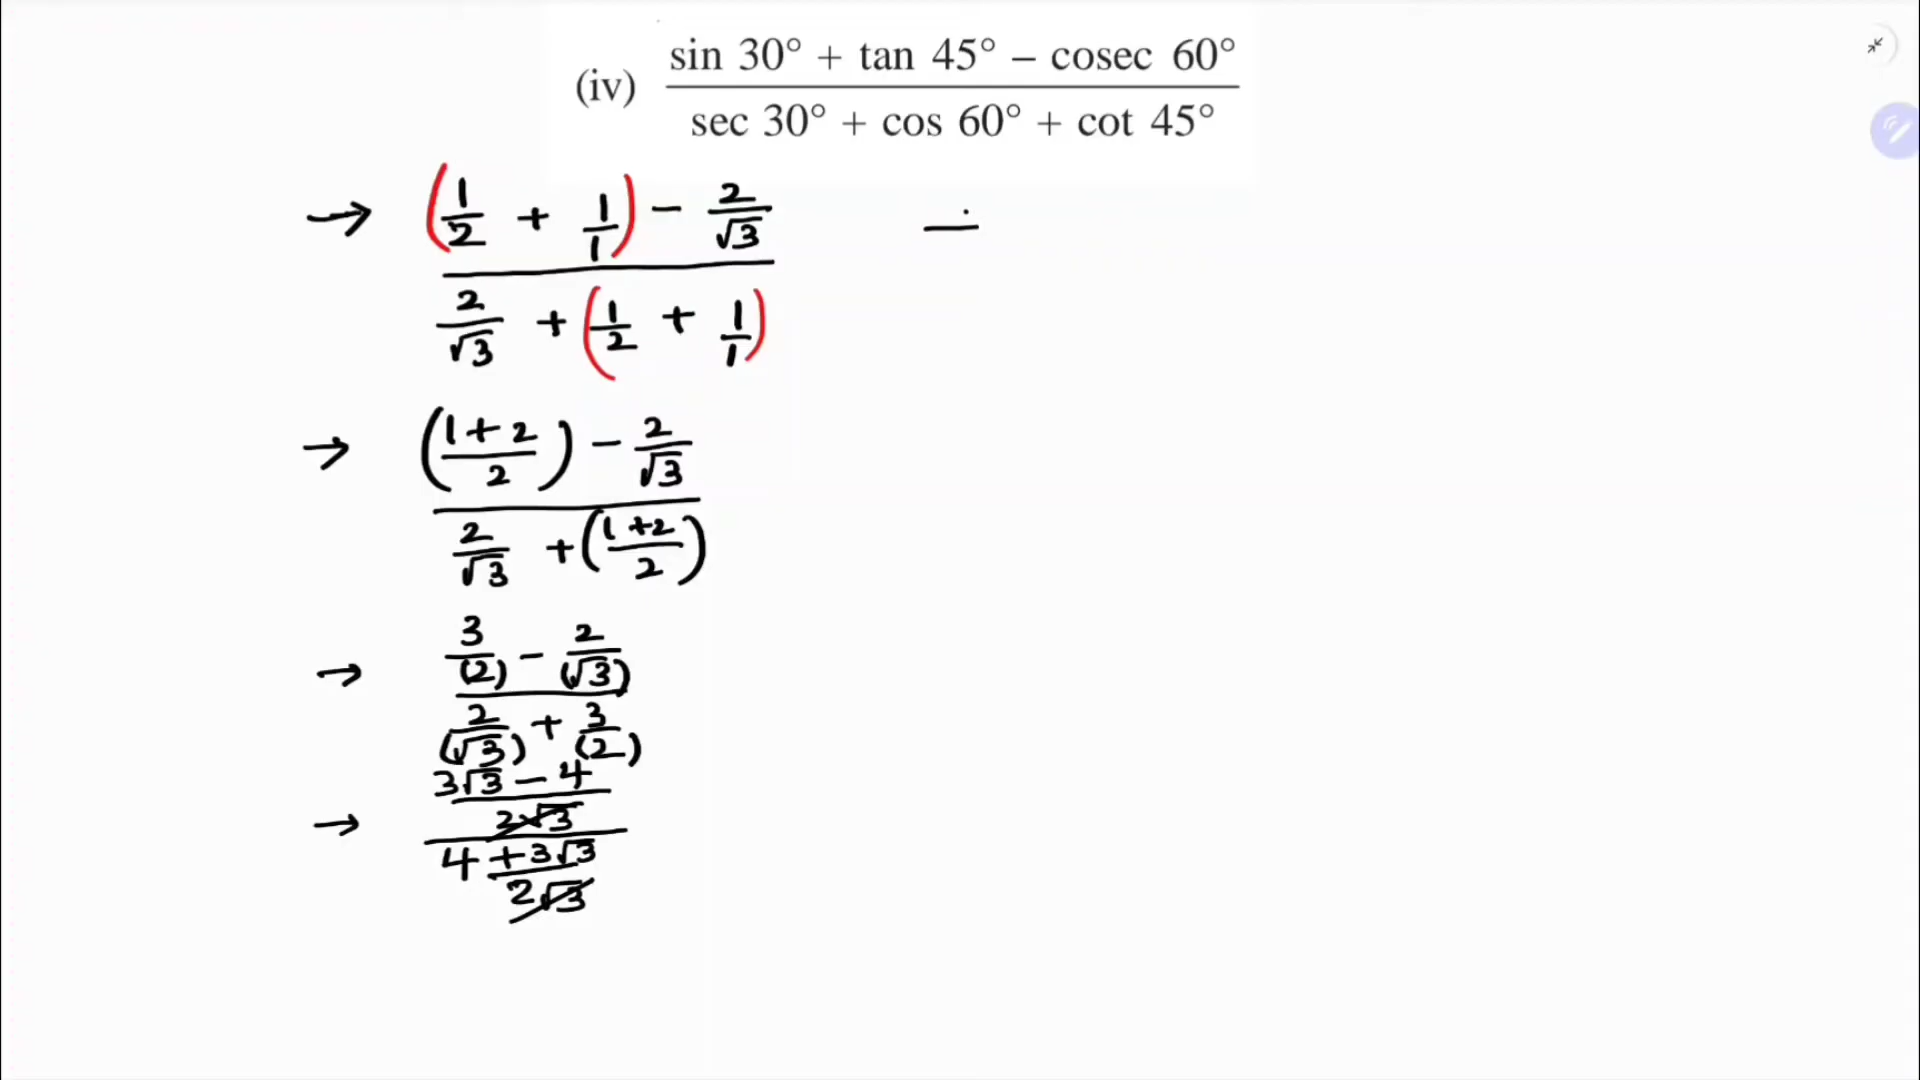 (iv) sin 30° + tan 45° – cosec 60°
sec 30° + cos 60° + cot 45°
→ (1/2 + 1/1) - 2/√3
2/√3 + (1/2 + 1/1)
→ ((1+2)/2) - 2/√3
2/√3 + ((1+2)/2)
→ 3/(2) - 2/(√3)
2/(√3) + 3/(2)
→ 3√3 - 4
2√3
4 + 3√3
2√3